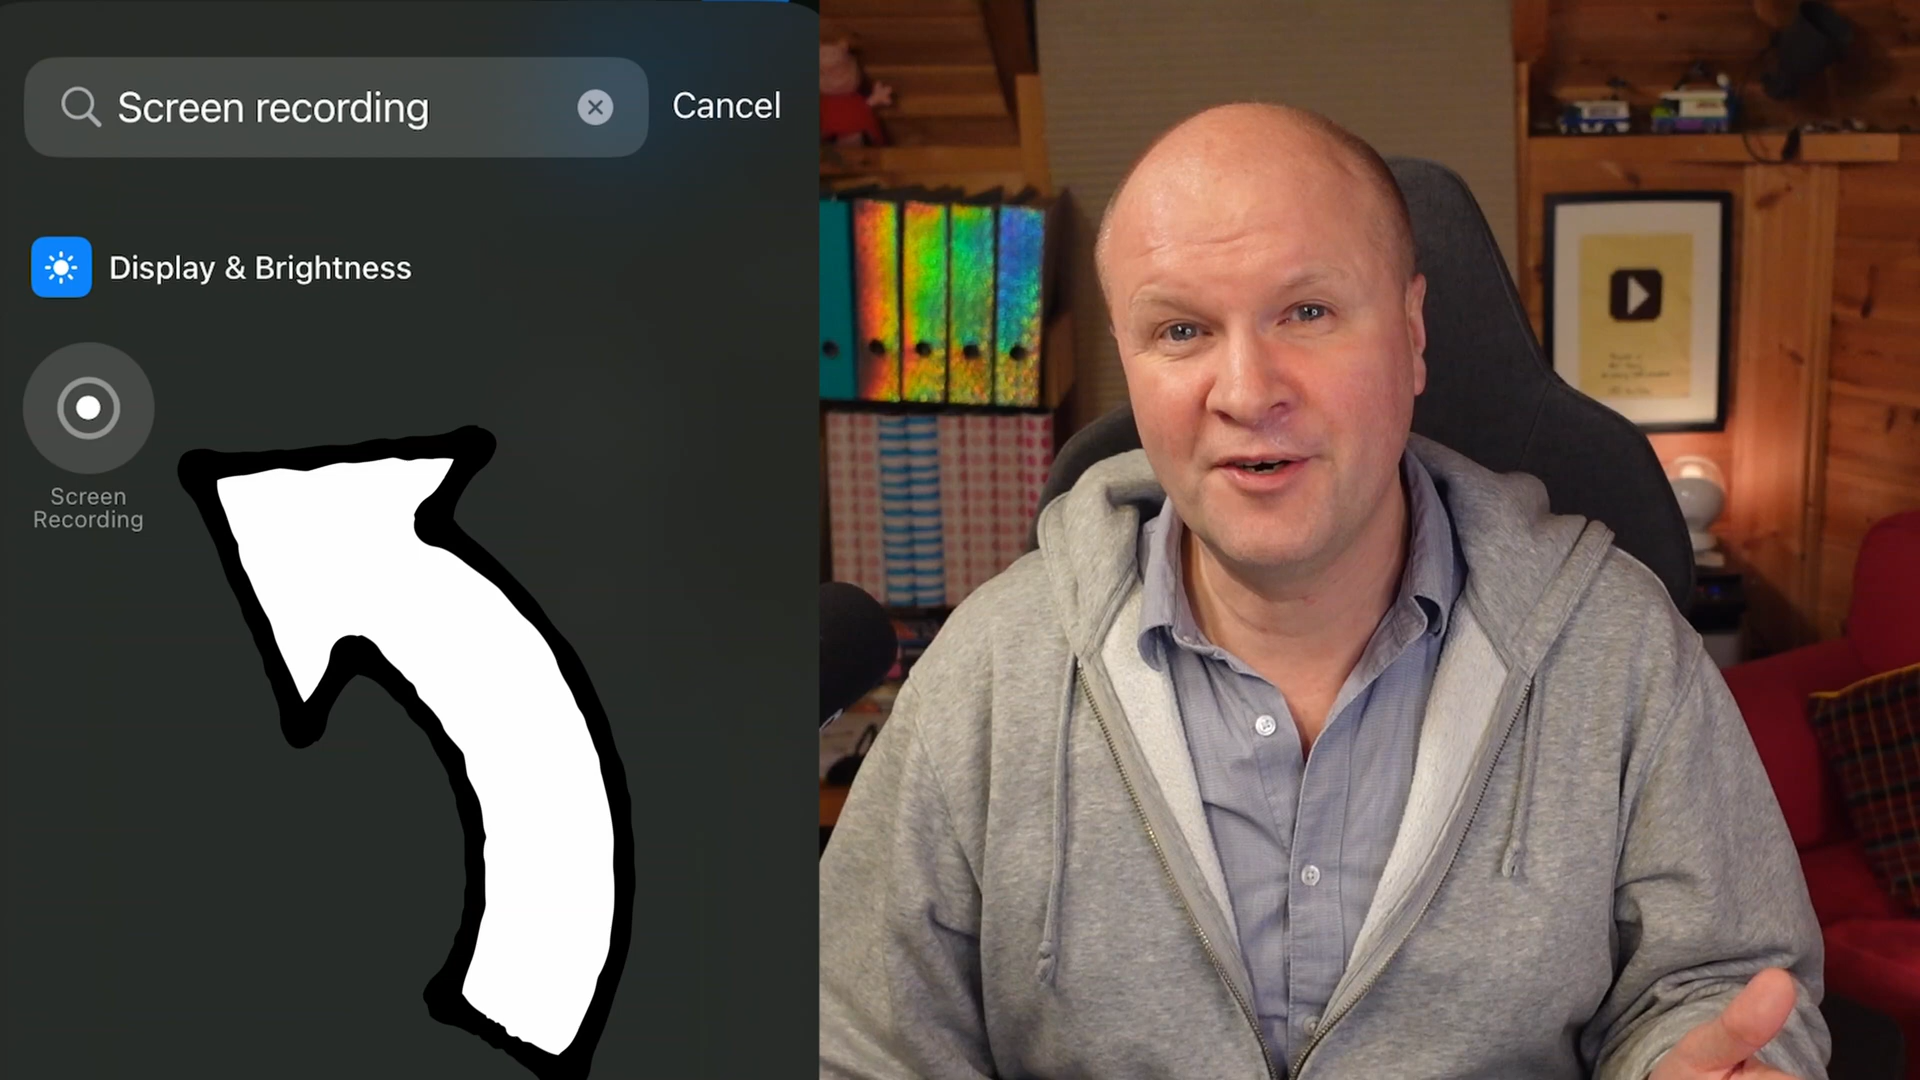 Screen recording
Cancel
Display & Brightness
Screen
Recording